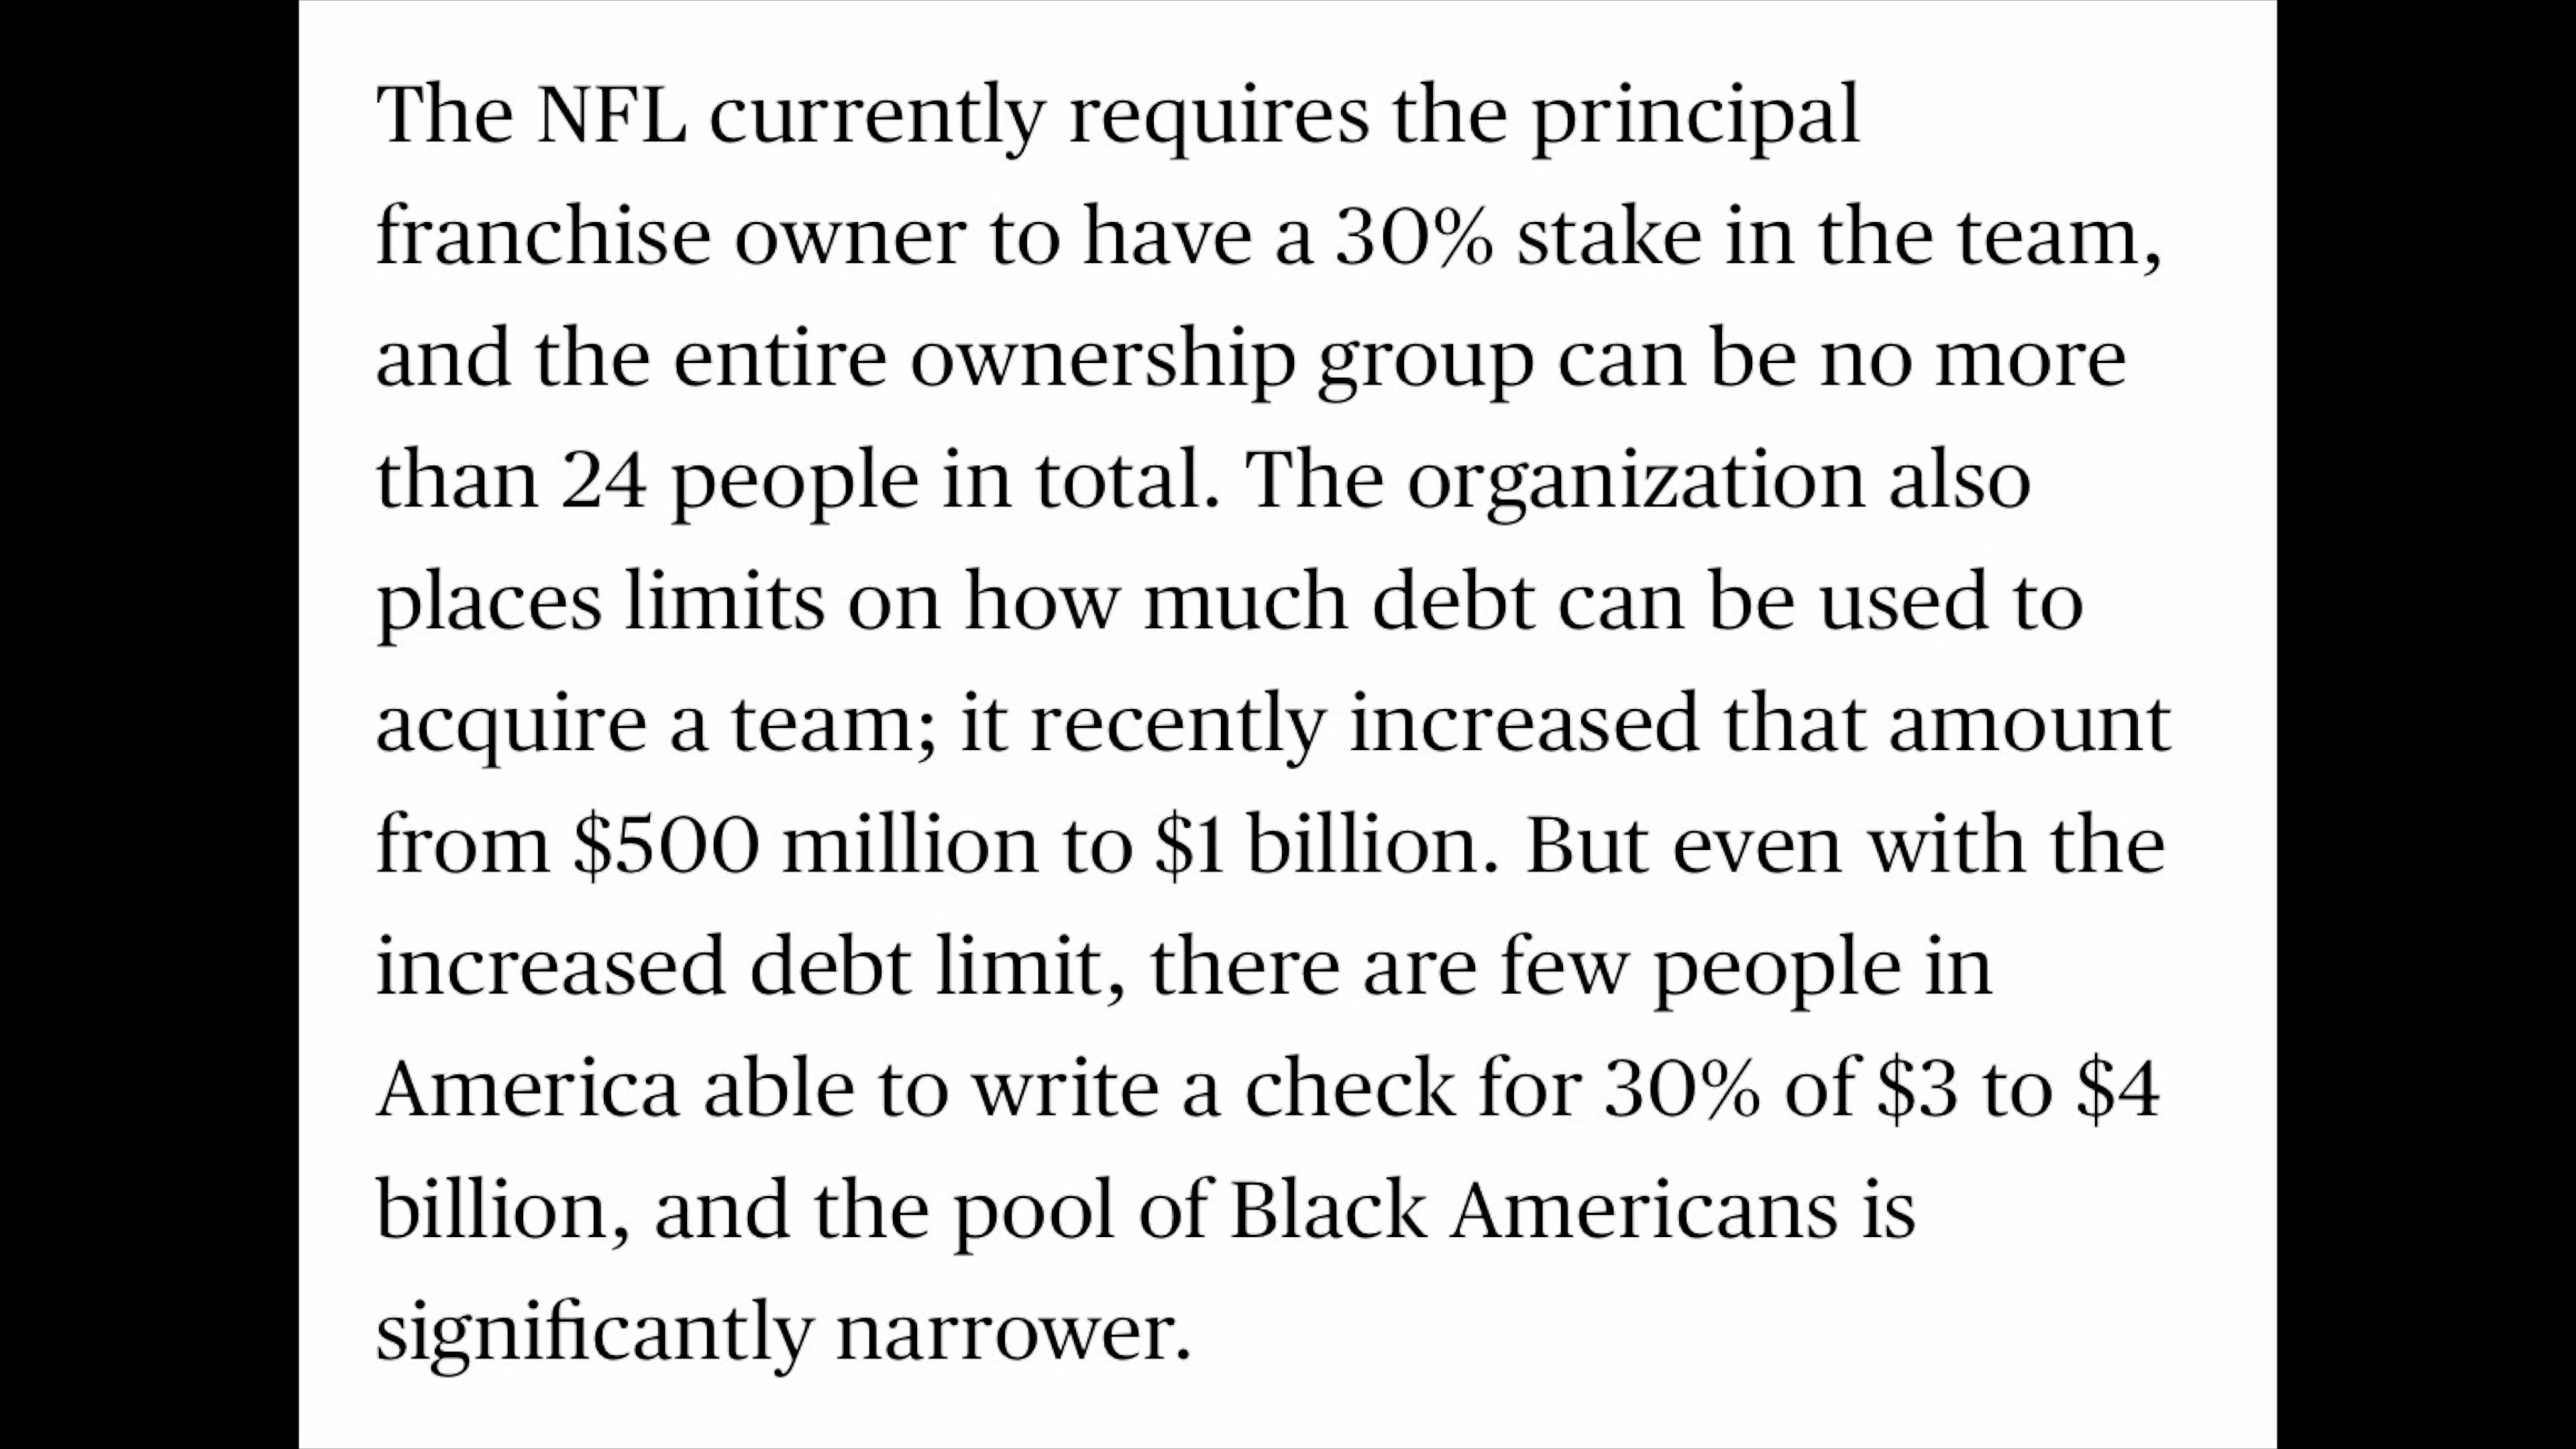 The NFL currently requires the principal
franchise owner to have a 30% stake in the team,
and the entire ownership group can be no more
than 24 people in total. The organization also
places limits on how much debt can be used to
acquire a team; it recently increased that amount
from $500 million to $1 billion. But even with the
increased debt limit, there are few people in
America able to write a check for 30% of $3 to $4
billion, and the pool of Black Americans is
significantly narrower.